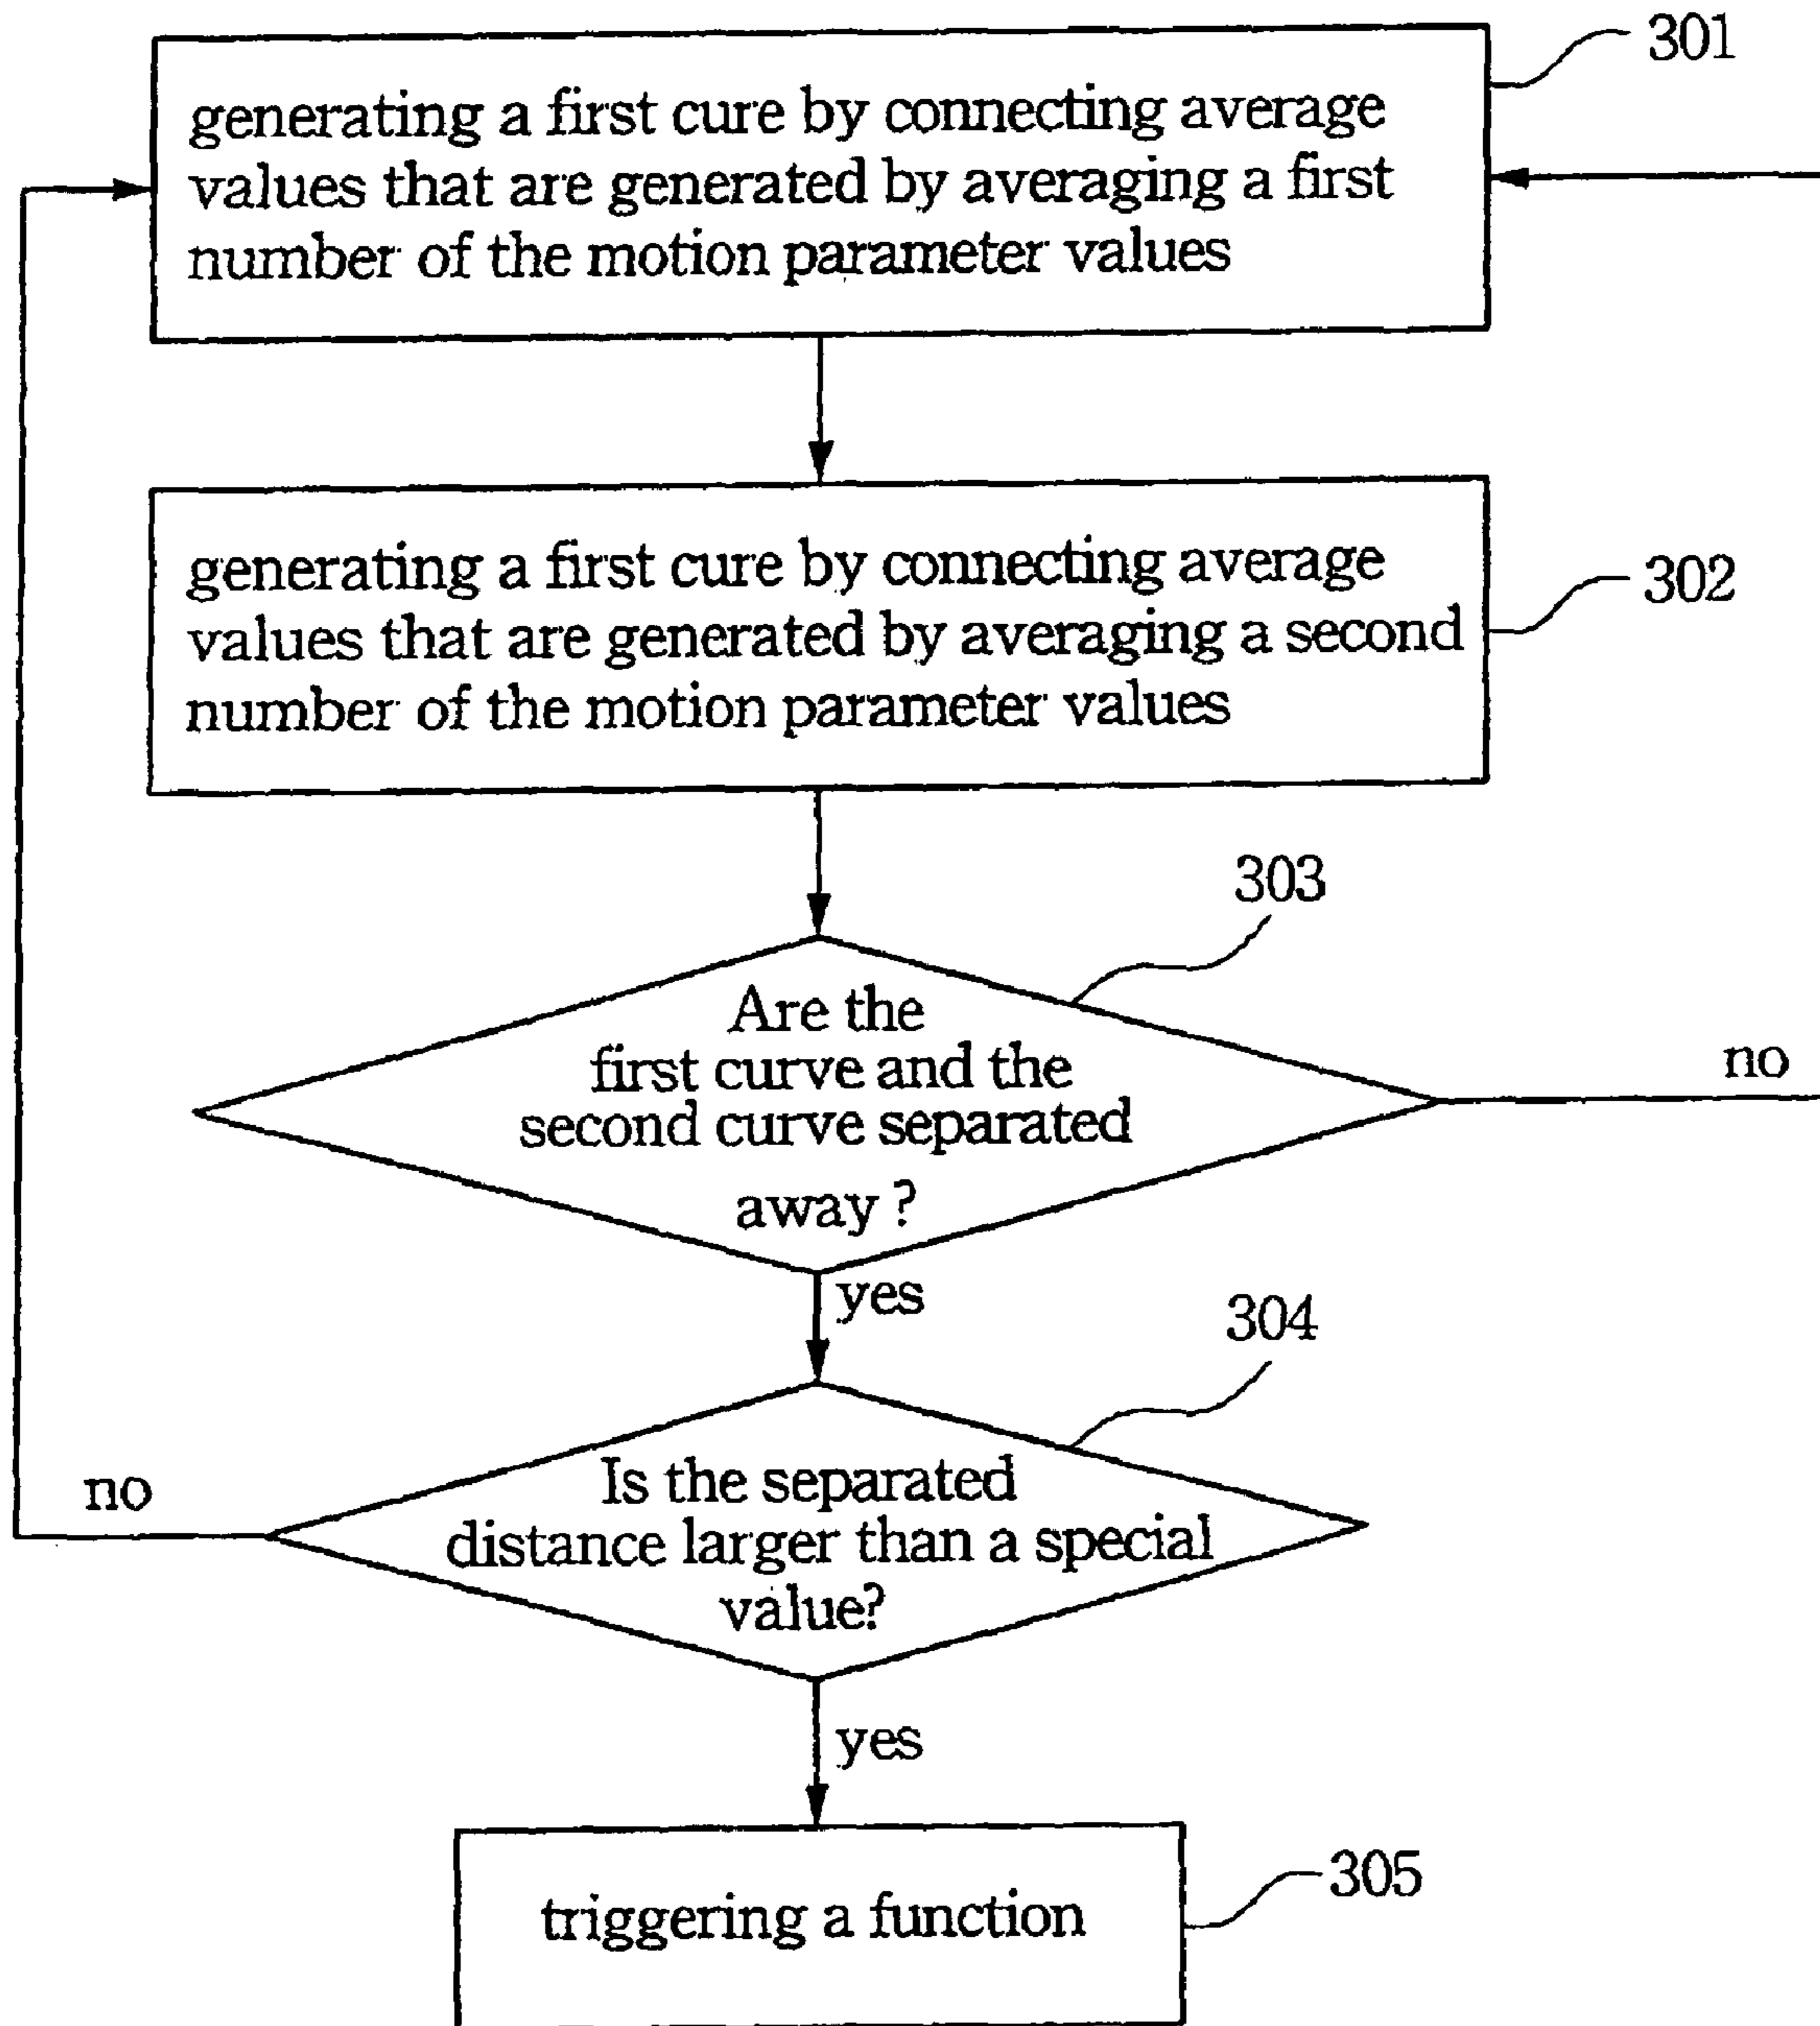 301
generating a first cure by connecting average
values that are generated by averaging a first
number of the motion parameter values
generating a first cure by connecting average
values that are generated by averaging a second
number of the motion parameter values
302
303
Are the
first curve and the
second curve separated
away ?
no
yes
304
Is the separated
distance larger than a special
value?
no
yes
triggering a function
305